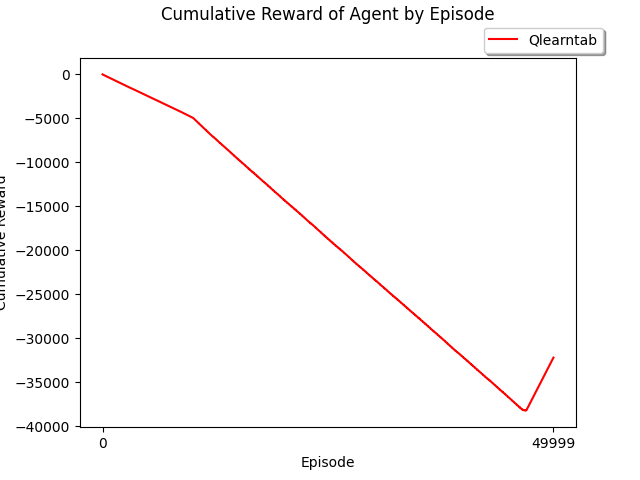 Cumulative Reward of Agent by Episode
Qlearntab
0
−5000
−10000
−15000
−20000
−25000
−30000
−35000
−40000
Cumulative Reward
0
49999
Episode